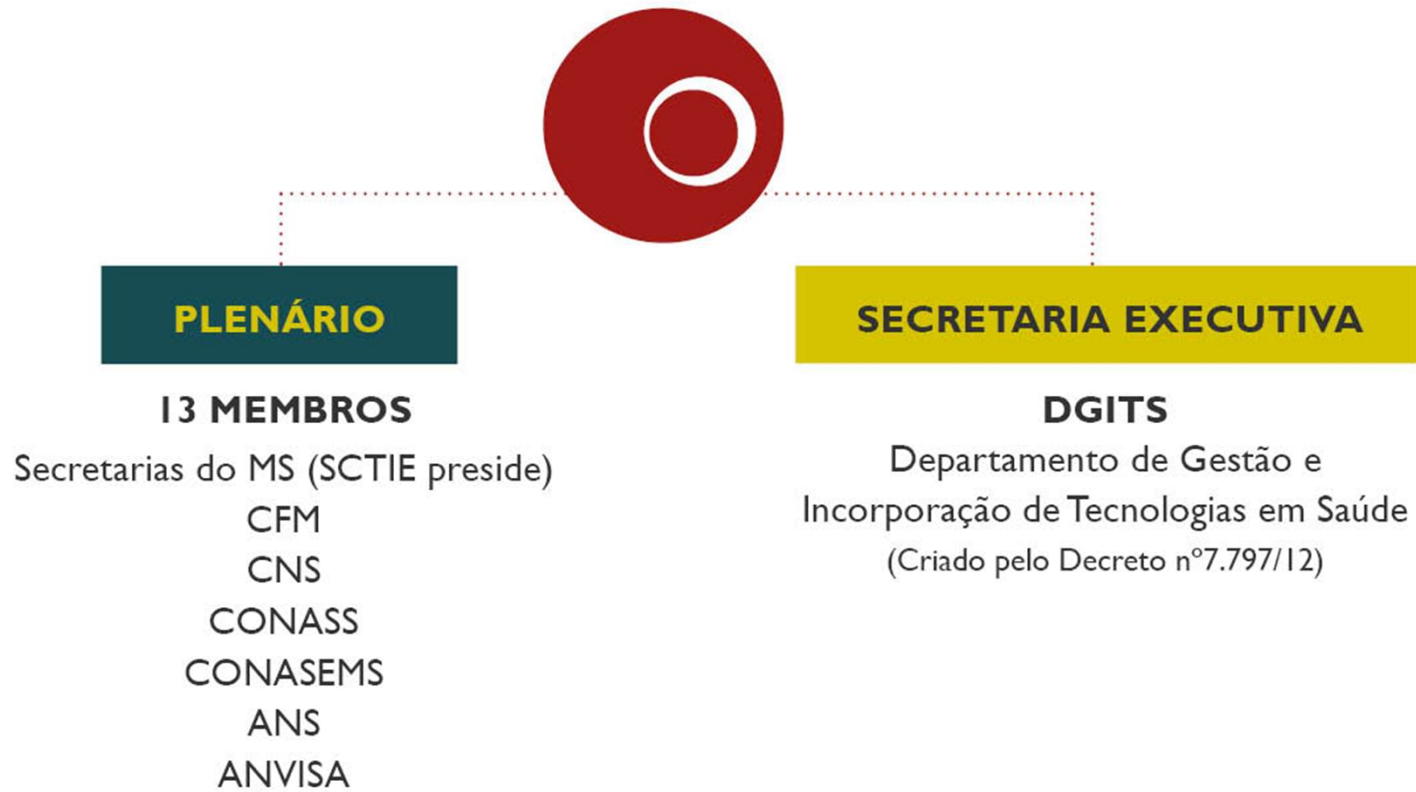 PLENÁRIO
13 MEMBROS
Secretarias do MS (SCTIE preside)
CFM
CNS
CONASS
CONASEMS
ANS
ANVISA
SECRETARIA EXECUTIVA
DGITS
Departamento de Gestão e
Incorporação de Tecnologias em Saúde
(Criado pelo Decreto nº7.797/12)